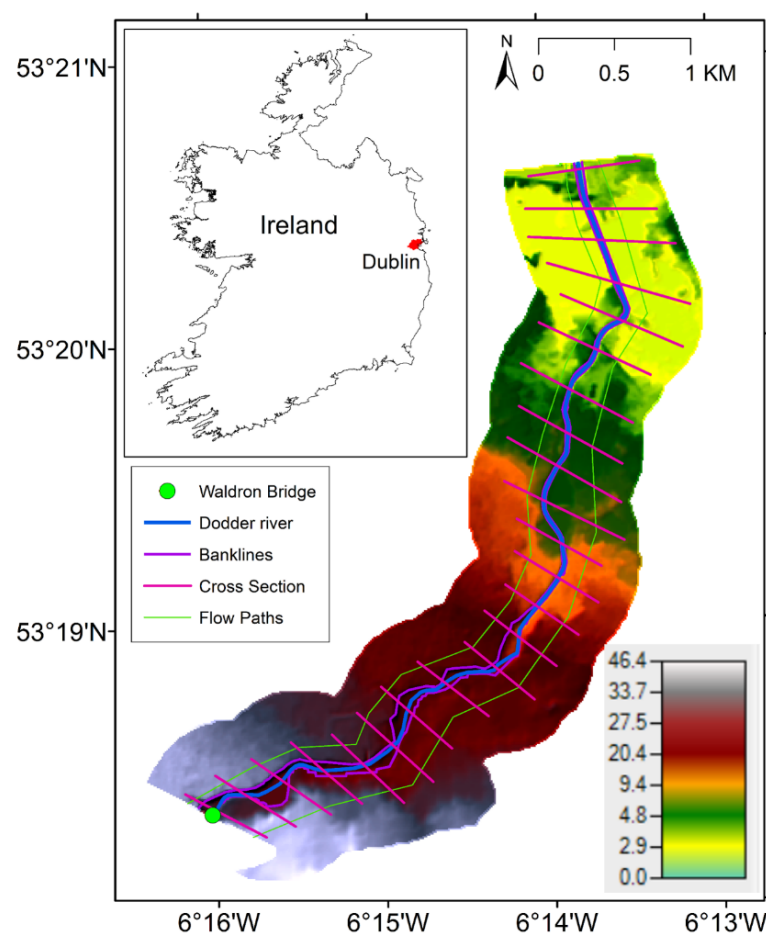 53°21'N
53°20'N
53°19'N
Ireland
Dublin
N
0 0.5 1 KM
Waldron Bridge
Dodder river
Banklines
Cross Section
Flow Paths
46.4
33.7
27.5
20.4
9.4
4.8
2.9
0.0
6°16'W 6°15'W 6°14'W 6°13'W